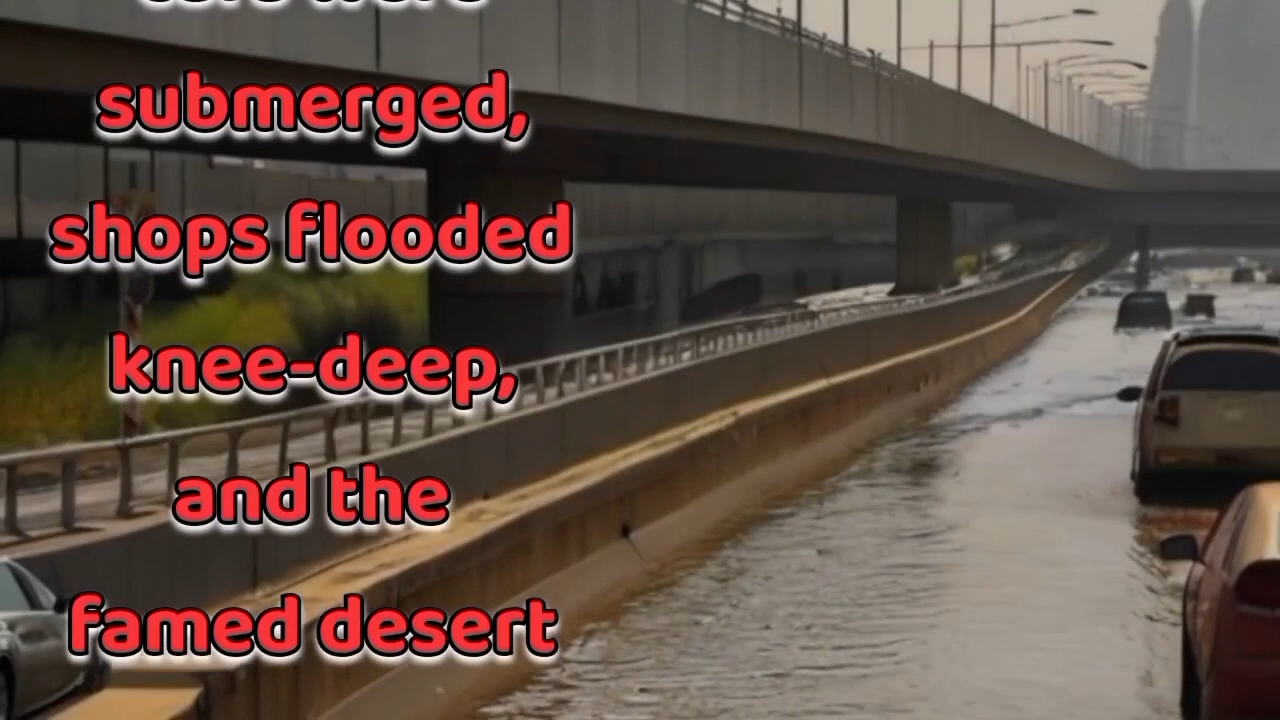 submerged,
shops flooded
knee-deep,
and the
famed desert